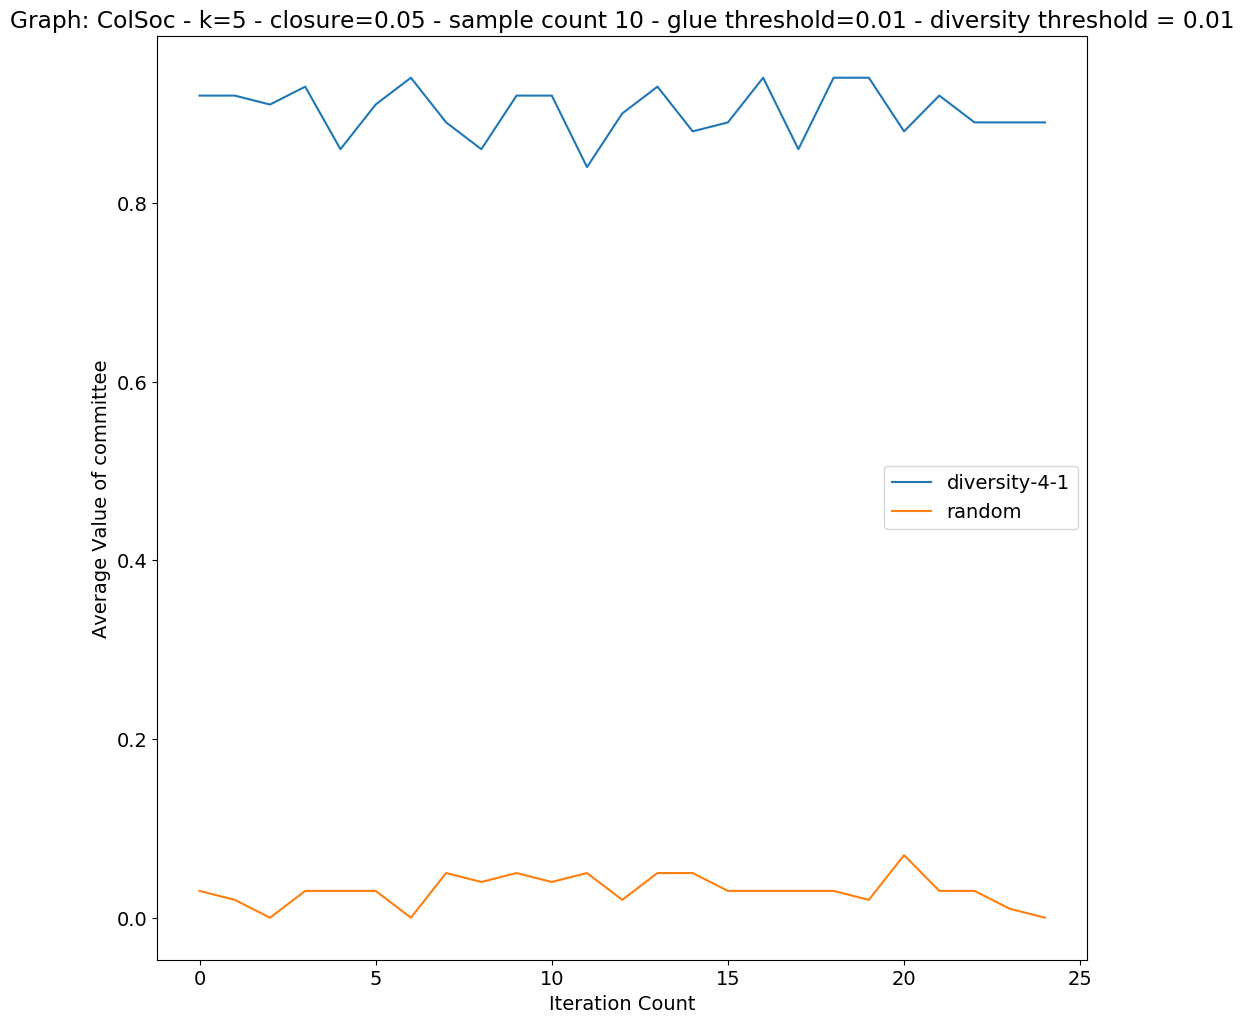 Graph: ColSoc - k=5 - closure=0.05 - sample count 10 - glue threshold=0.01 - diversity threshold = 0.01
Average Value of committee
0.8
0.6
0.4
0.2
0.0
diversity-4-1
random
0 5 10 15 20 25
Iteration Count